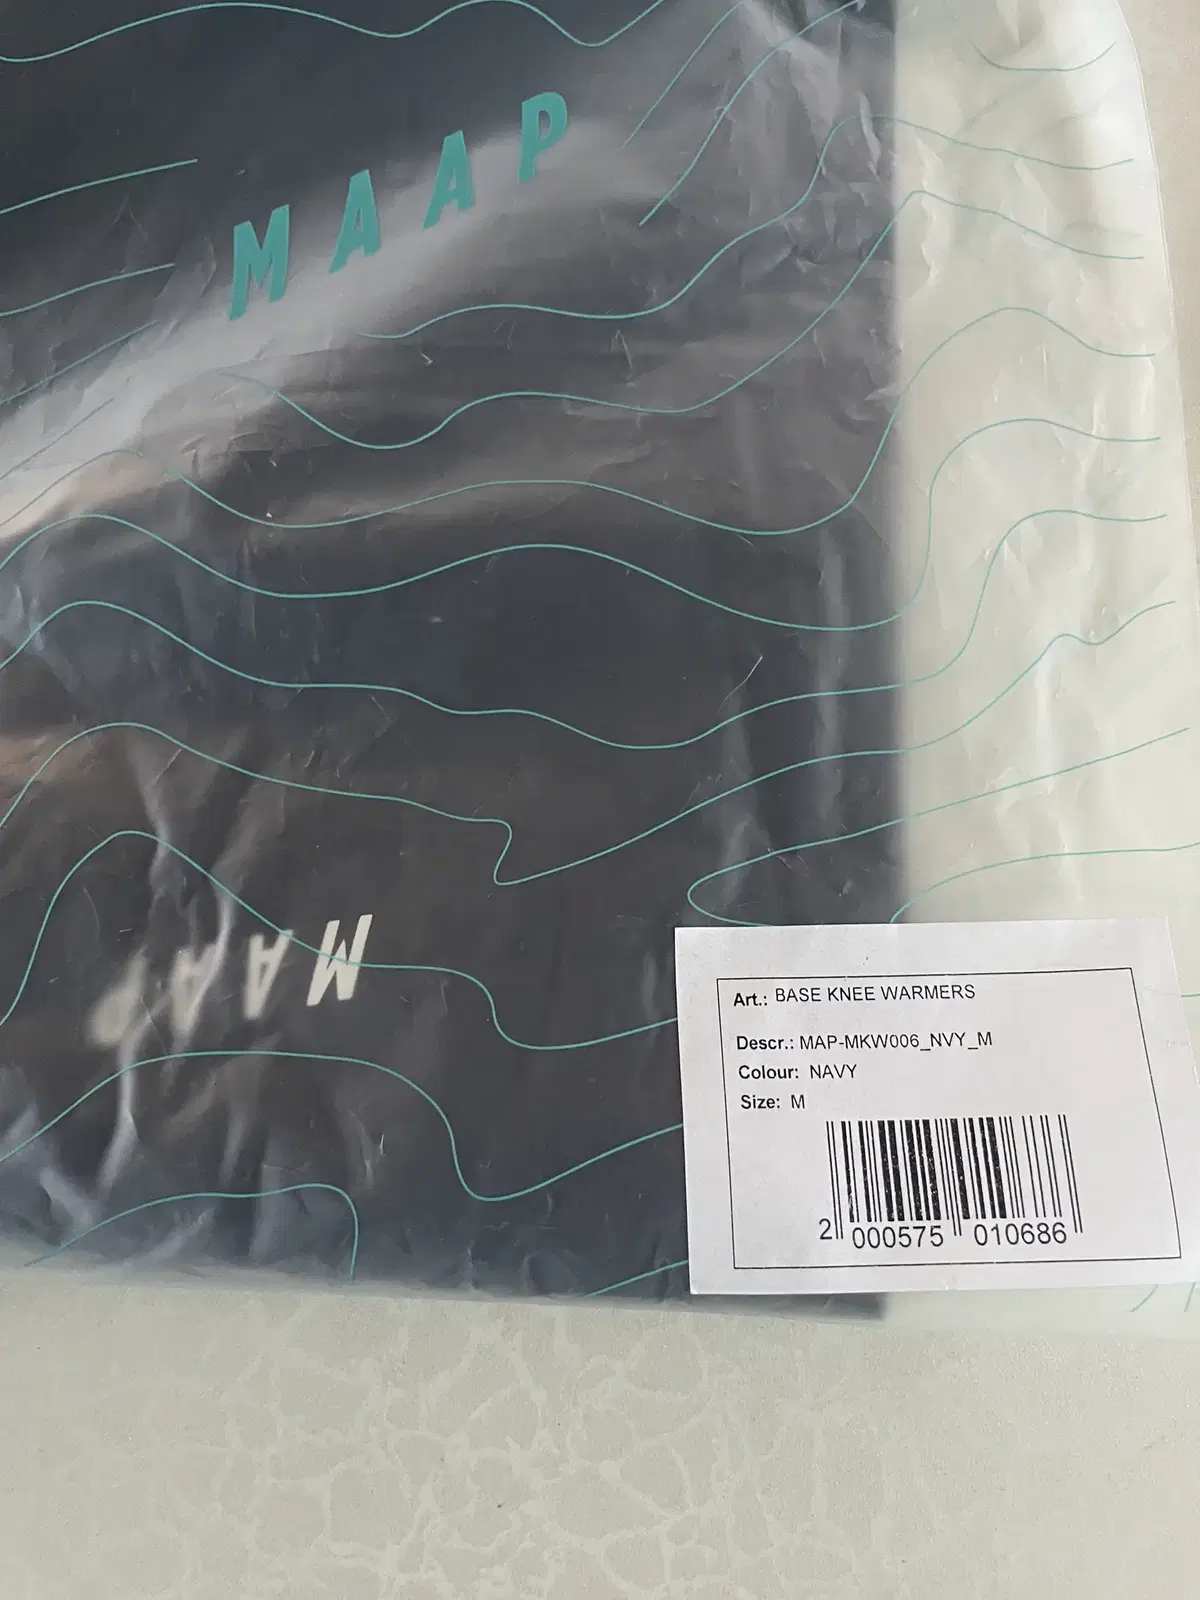 MAAP
MAAP
Art.: BASE KNEE WARMERS
Descr.: MAP-MKW006_NVY_M
Colour: NAVY
Size: M
2 000575 010686